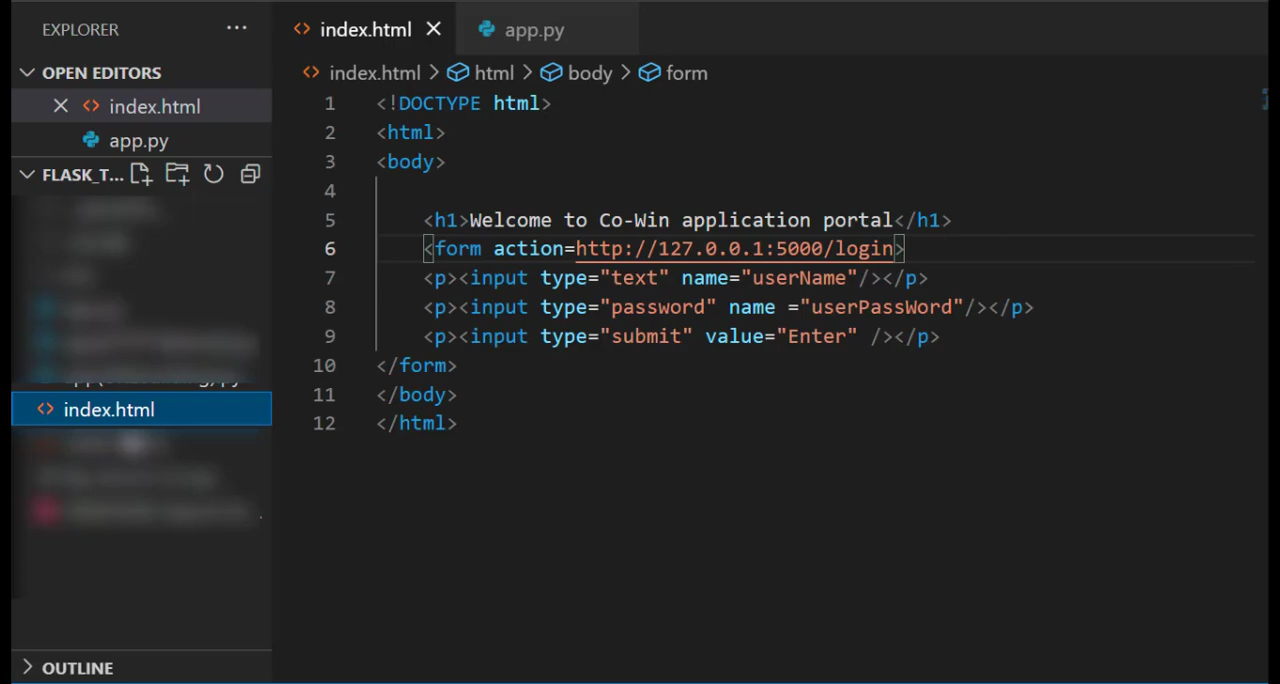 EXPLORER ...
OPEN EDITORS
index.html
app.py
FLASK_T...
index.html
OUTLINE
index.html
app.py
index.html > html > body > form
1 <!DOCTYPE html>
2 <html>
3 <body>
4
5 <h1>Welcome to Co-Win application portal</h1>
6 <form action=http://127.0.0.1:5000/login>
7 <p><input type="text" name="userName"/></p>
8 <p><input type="password" name ="userPassWord"/></p>
9 <p><input type="submit" value="Enter" /></p>
10 </form>
11 </body>
12 </html>